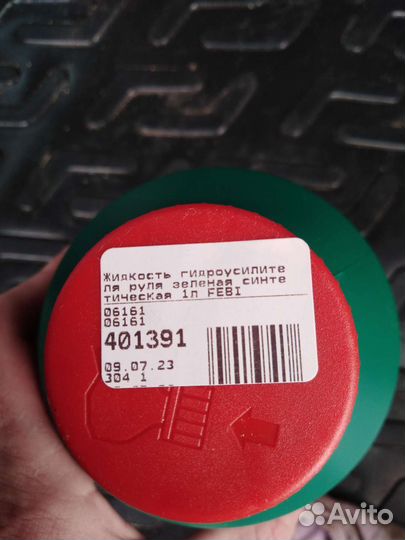 Жидкость гидроусилите
ля руля зеленая синте
тическая 1л FEBI
06161
06161
401391
09.07.23
304 1
Avito